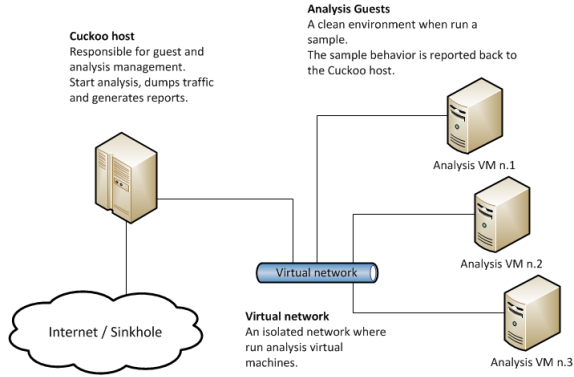 Cuckoo host
Responsible for guest and
analysis management.
Start analysis, dumps traffic
and generates reports.
Analysis Guests
A clean environment when run a
sample.
The sample behavior is reported back to
the Cuckoo host.
Analysis VM n.1
Analysis VM n.2
Virtual network
Internet / Sinkhole
Virtual network
An isolated network where
run analysis virtual
machines.
Analysis VM n.3